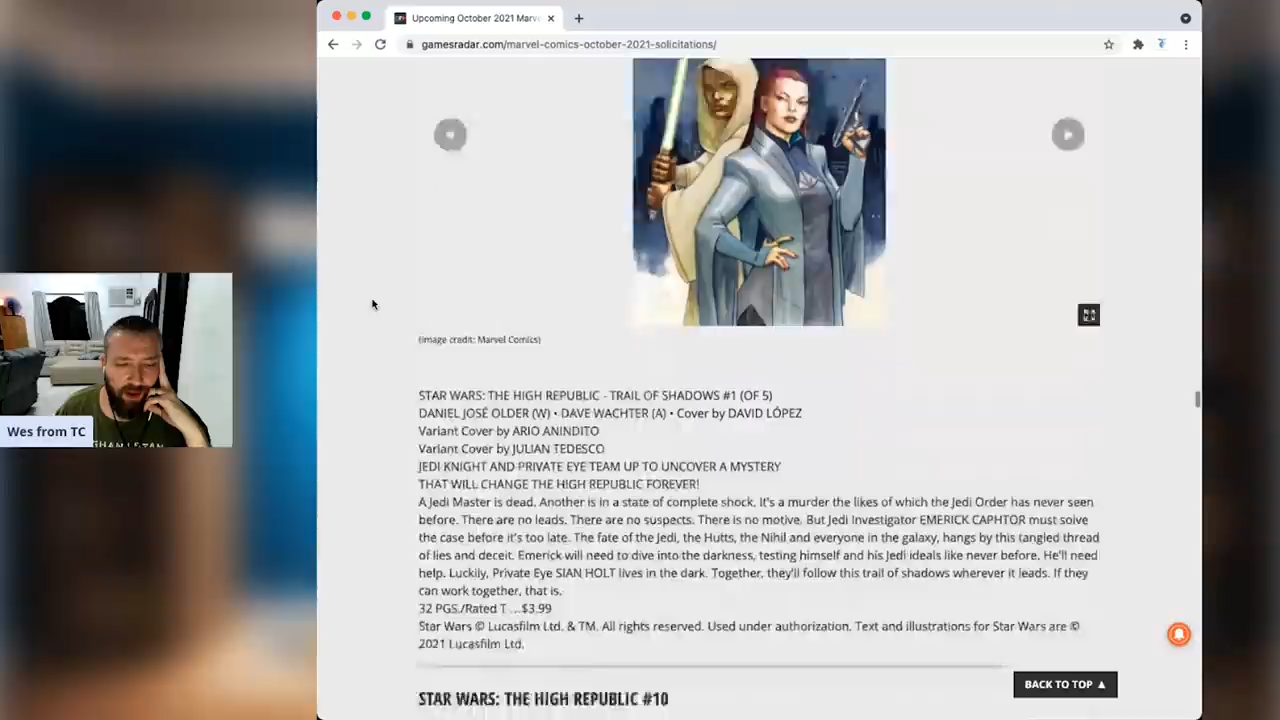 Upcoming October 2021 Marv
gamesradar.com/marvel-comics-october-2021-solicitations/
(Image credit: Marvel Comics)
STAR WARS: THE HIGH REPUBLIC - TRAIL OF SHADOWS #1 (OF 5)
DANIEL JOSÉ OLDER (W) • DAVE WACHTER (A) • Cover by DAVID LÓPEZ
Variant Cover by ARIO ANINDITO
Variant Cover by JULIAN TEDESCO
JEDI KNIGHT AND PRIVATE EYE TEAM UP TO UNCOVER A MYSTERY
THAT WILL CHANGE THE HIGH REPUBLIC FOREVER!
A Jedi Master is dead. Another is in a state of complete shock. It's a murder the likes of which the Jedi Order has never seen
before. There are no leads. There are no suspects. There is no motive. But Jedi Investigator EMERICK CAPHTOR must solve
the case before it's too late. The fate of the Jedi, the Hutts, the Nihil and everyone in the galaxy, hangs by this tangled thread
of lies and deceit. Emerick will need to dive into the darkness, testing himself and his Jedi ideals like never before. He'll need
help. Luckily, Private Eye SIAN HOLT lives in the dark. Together, they'll follow this trail of shadows wherever it leads. If they
can work together, that is.
32 PGS./Rated T …$3.99
Star Wars © Lucasfilm Ltd. & TM. All rights reserved. Used under authorization. Text and illustrations for Star Wars are ©
2021 Lucasfilm Ltd.
BACK TO TOP
STAR WARS: THE HIGH REPUBLIC #10
Wes from TC